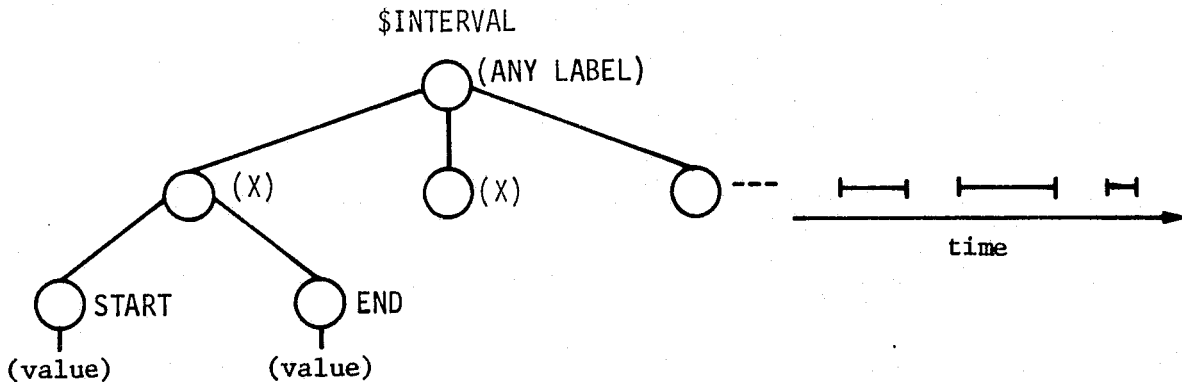 $INTERVAL
(ANY LABEL)
(X)
(X)
time
START
END
(value)
(value)